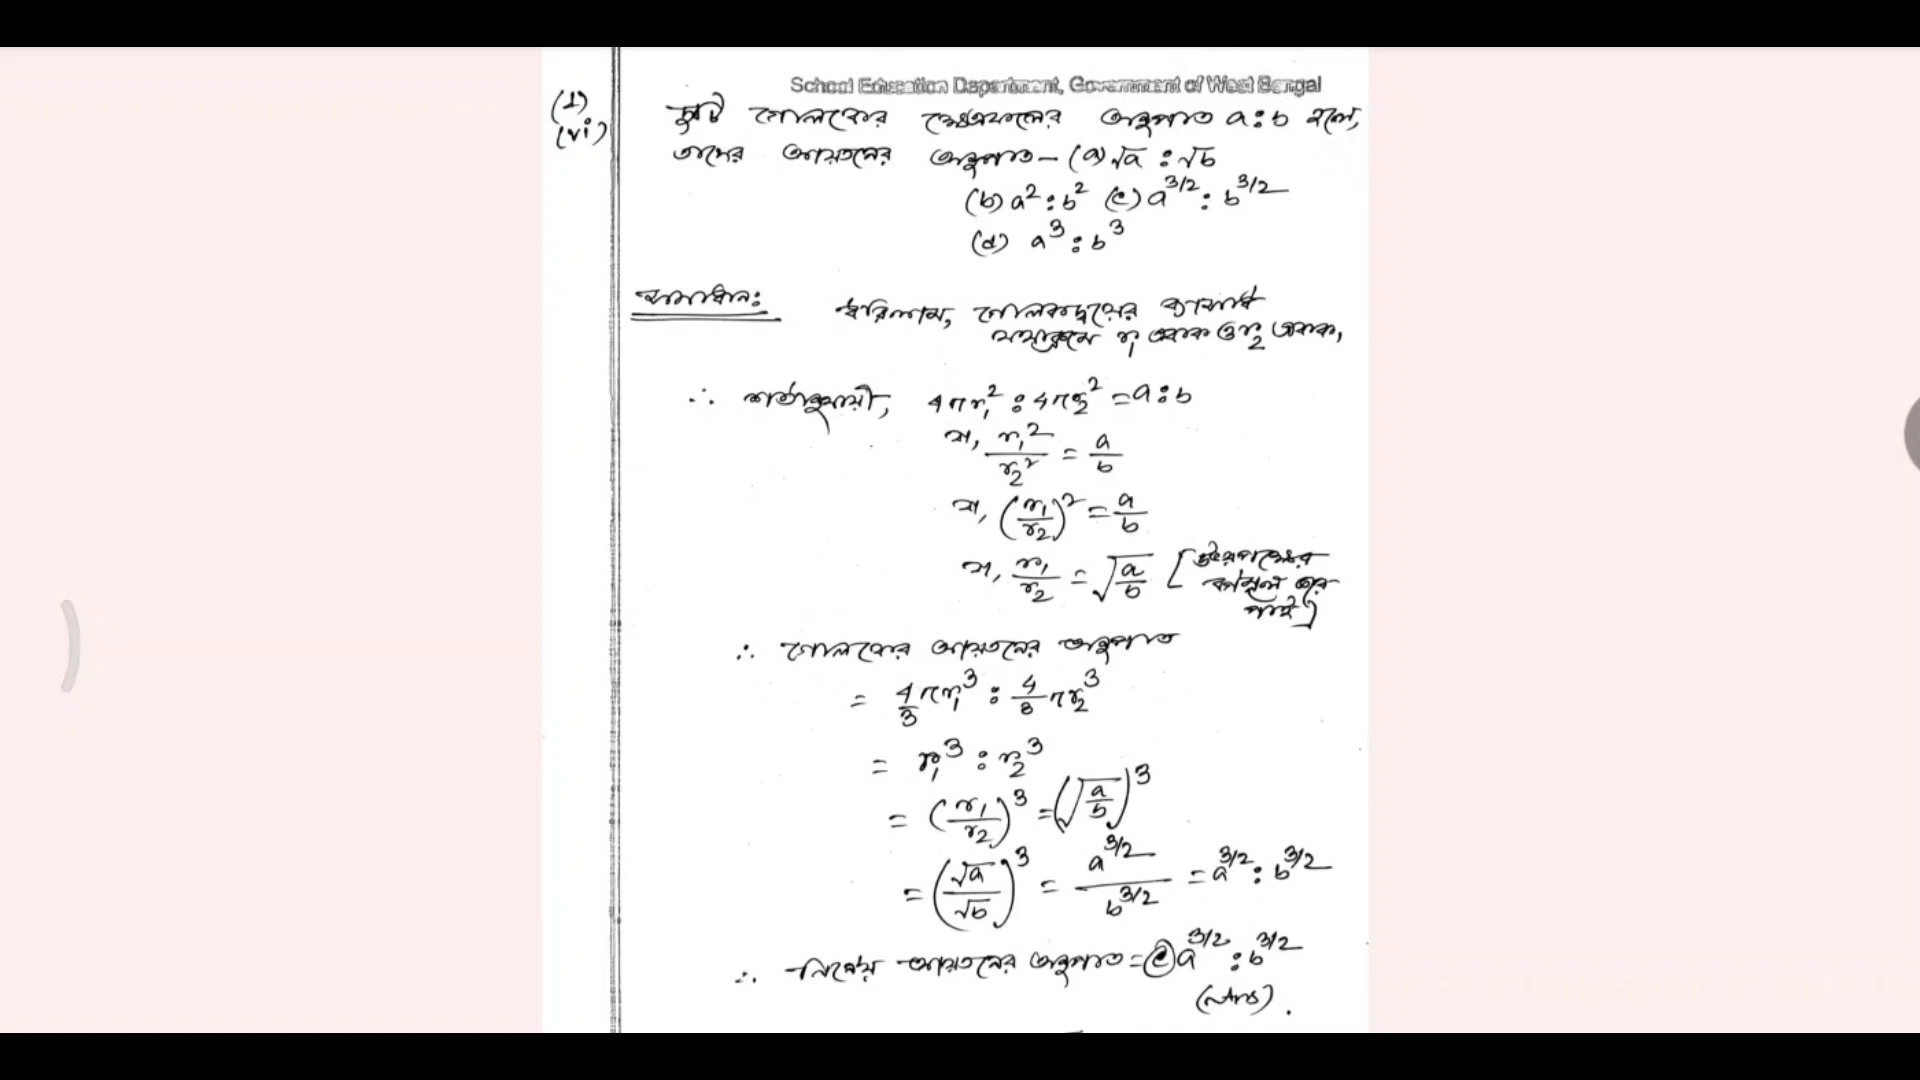 School Education Department, Government of West Bengal
(1) দুটি গোলকের ক্ষেত্রফলের অনুপাত a : b হলে,
(vi) তাদের আয়তনের অনুপাত – (a) √a : √b
(b) a² : b² (c) a^3/2 : b^3/2
(d) a³ : b³
সমাধান: ধরিলাম, গোলকদ্বয়ের ব্যাসার্ধ
যথাক্রমে r₁ একক ও r₂ একক,
∴ শর্তানুযায়ী, 4πr₁² : 4πr₂² = a : b
বা, r₁²/r₂² = a/b
বা, (r₁/r₂)² = a/b
বা, r₁/r₂ = √(a/b) [উভয়পক্ষের
বর্গমূল করে
পাই]
∴ গোলকের আয়তনের অনুপাত
= 4/3 πr₁³ : 4/3 πr₂³
= r₁³ : r₂³
= (r₁/r₂)³ = (√(a/b))³
= (√a/√b)³ = a^3/2 / b^3/2 = a^3/2 : b^3/2
∴ নির্ণেয় আয়তনের অনুপাত = (c) a^3/2 : b^3/2
(Ans).